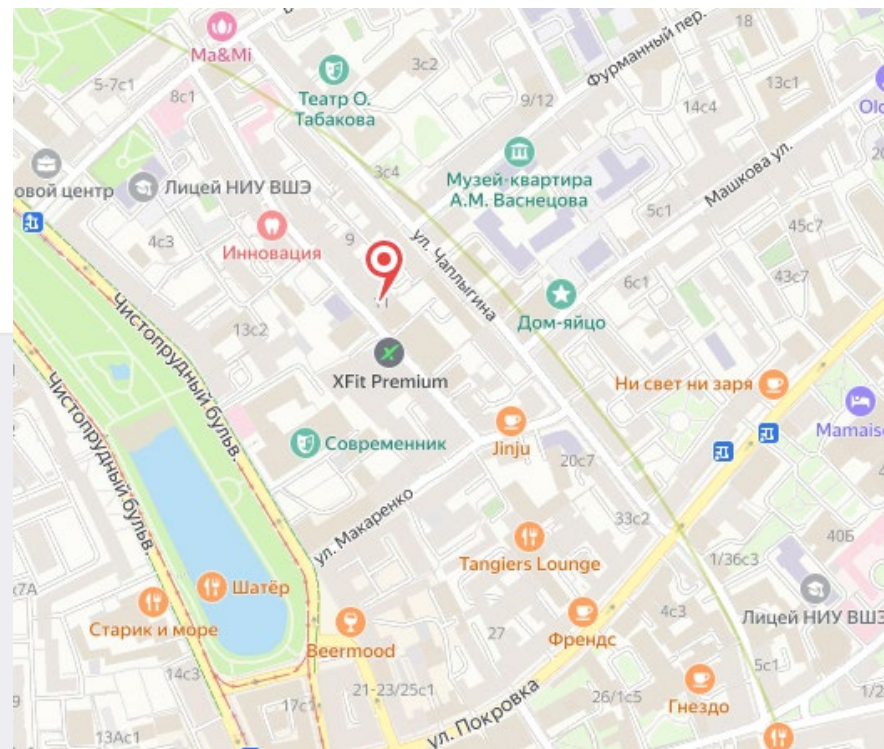 Ma&Mi
18
Фурманный пер.
3с2
5-7с1
8с1
Театр О.
Табакова
9/12
14с4
13с1
Музей-квартира
А.М. Васнецова
3с4
овой центр
Лицей НИУ ВШЭ
Машкова ул.
5с1
45с7
4с3
9
Инновация
ул. Чаплыгина
6с1
43с7
11
Дом-яйцо
Чистопрудный бульв.
13с2
XFit Premium
Чистопрудный бульв.
Ни свет ни заря
Современник
Jinju
20с7
ул. Макаренко
33с2
Tangiers Lounge
40Б
1/36с3
Шатёр
Старик и море
Лицей НИУ ВШЭ
Beermood
27
Френдс
4с3
14с3
5с1
17с1
21-23/25с1
ул. Покровка
26/1с5
Гнездо
13Ас1